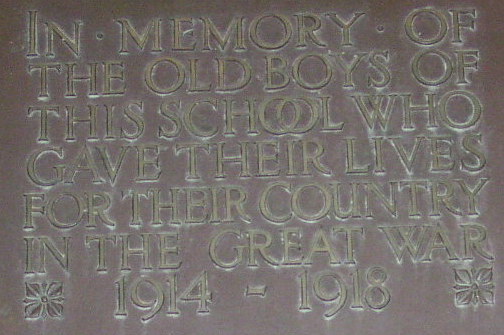 IN · MEMORY · OF
THE OLD BOYS OF
THIS SCHOOL WHO
GAVE THEIR LIVES
FOR THEIR COUNTRY
IN THE GREAT WAR
1914 - 1918